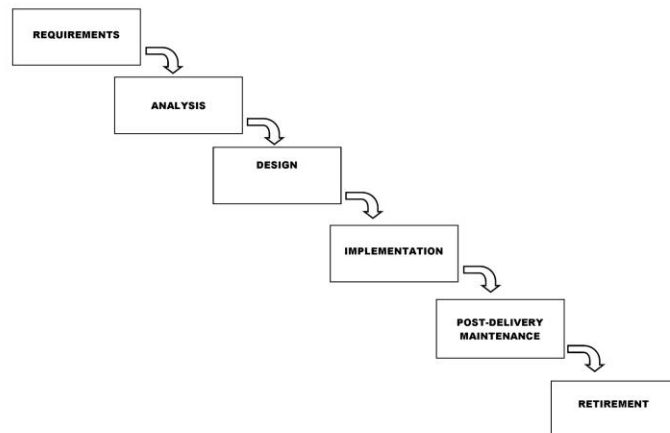 REQUIREMENTS
ANALYSIS
DESIGN
IMPLEMENTATION
POST-DELIVERY
MAINTENANCE
RETIREMENT